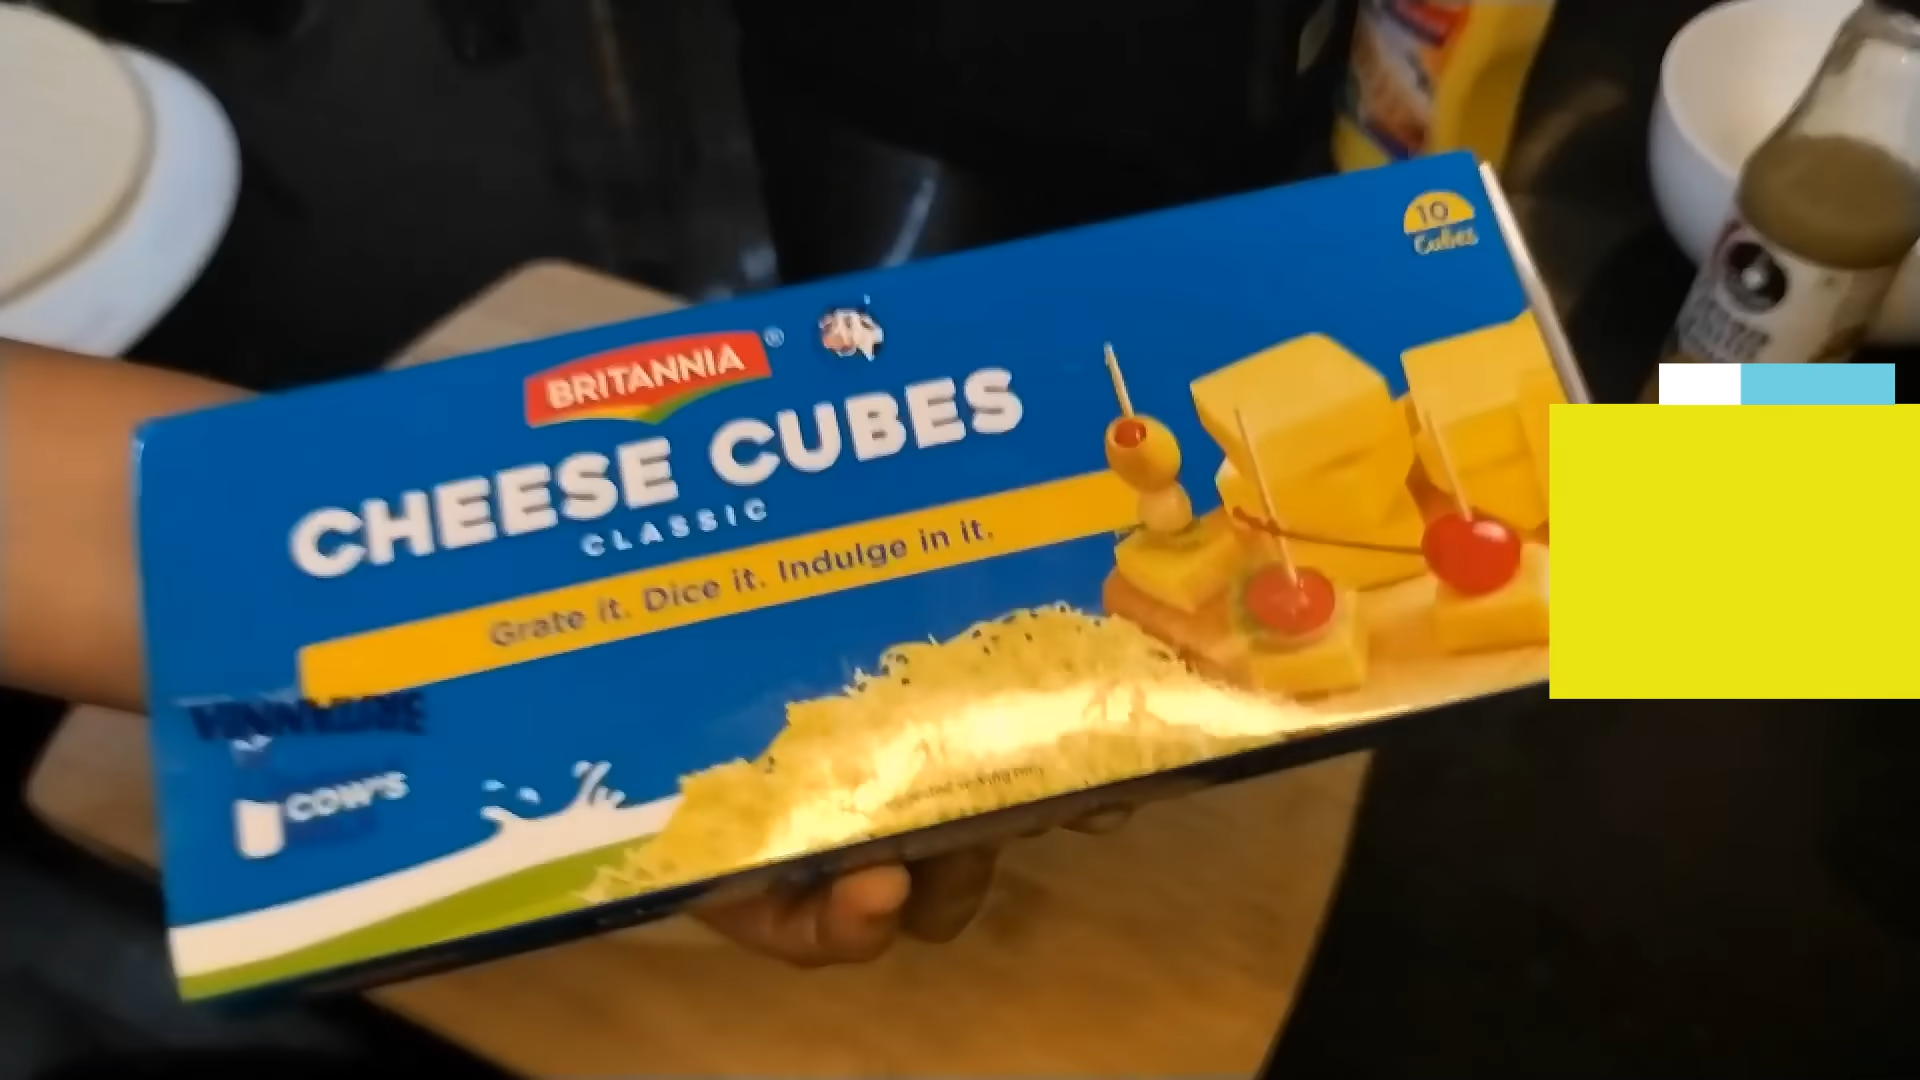 10
Cubes
BRITANNIA®
CHEESE CUBES
CLASSIC
Grate it. Dice it. Indulge in it.
COW'S